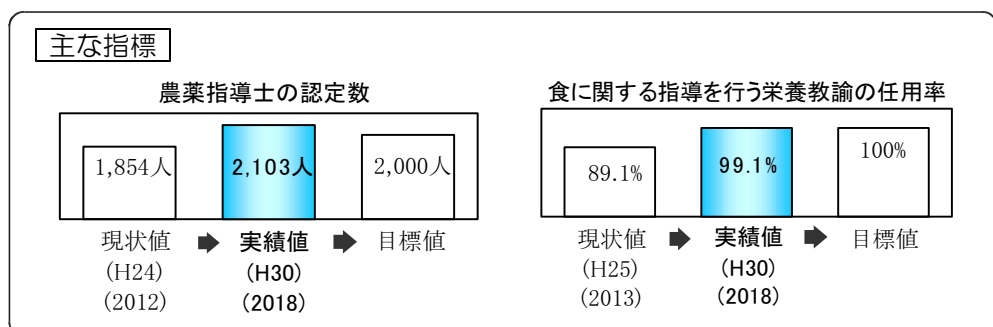 主な指標
農薬指導士の認定数
1,854人 2,103人 2,000人
現状値 実績値 目標値
(H24) (H30)
(2012) (2018)
食に関する指導を行う栄養教諭の任用率
89.1% 99.1% 100%
現状値 実績値 目標値
(H25) (H30)
(2013) (2018)